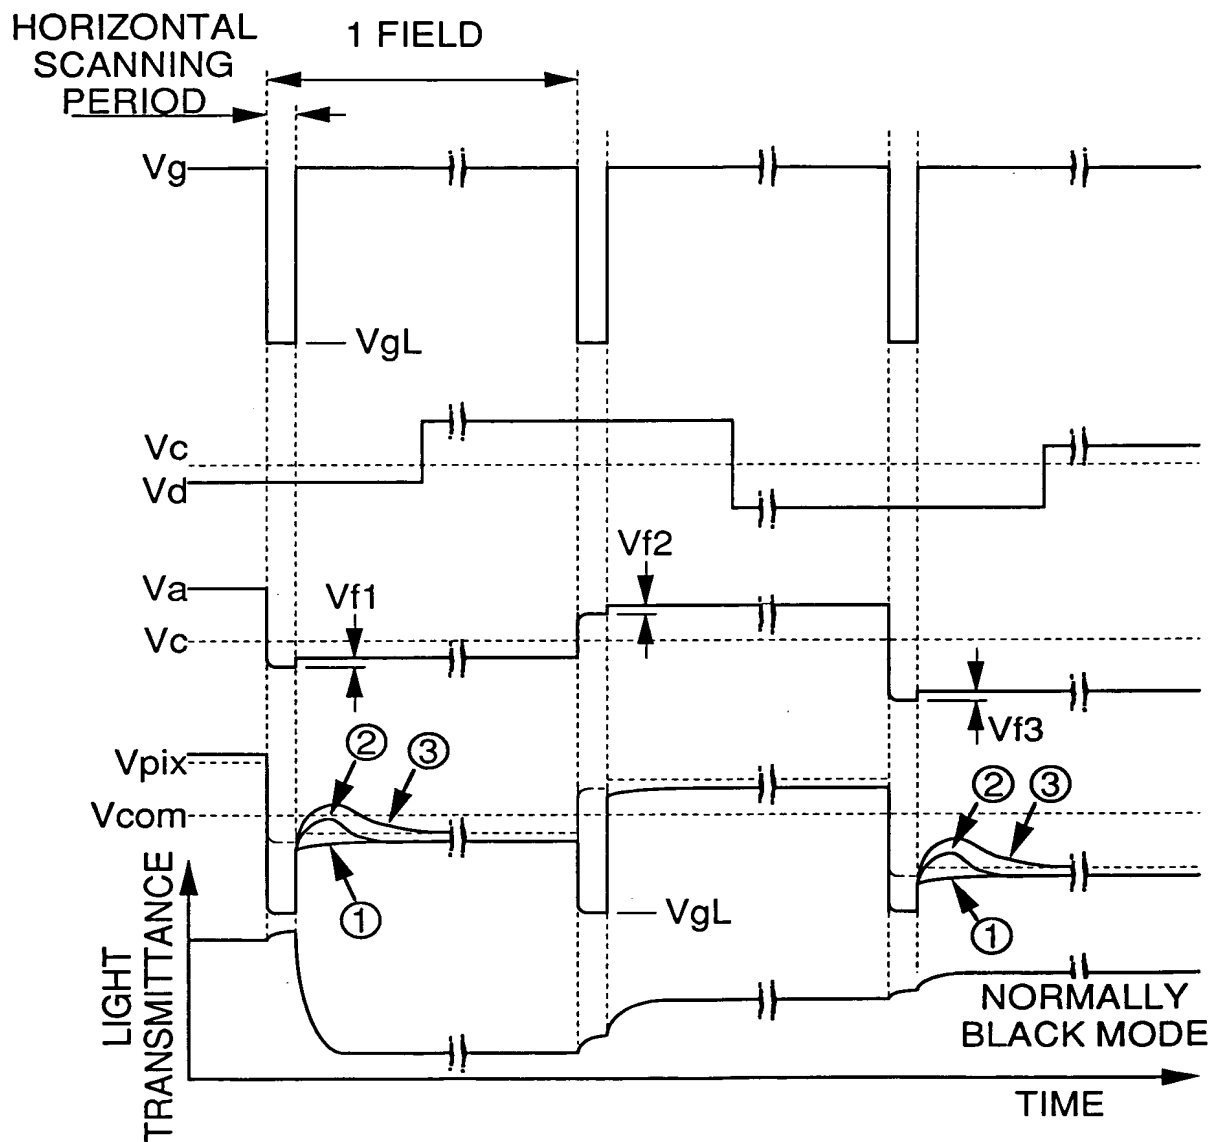 HORIZONTAL
SCANNING
PERIOD
1 FIELD
Vg
VgL
Vc
Vd
Vf2
Va
Vf1
Vc
Vf3
② ③
Vpix
② ③
Vcom
①
VgL
①
LIGHT
TRANSMITTANCE
NORMALLY
BLACK MODE
TIME